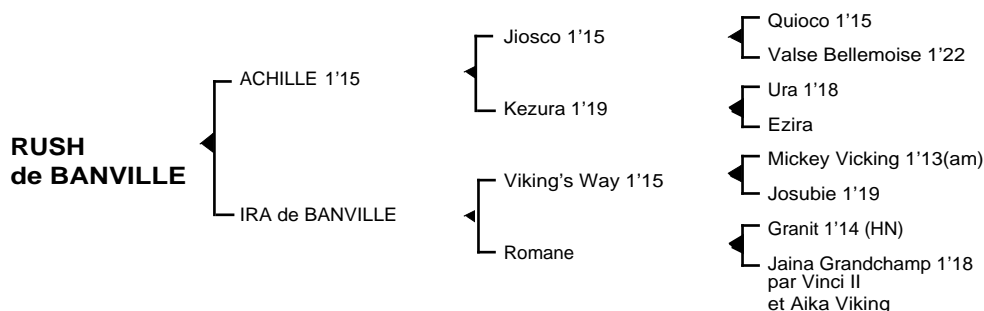 RUSH
de BANVILLE
ACHILLE 1'15
IRA de BANVILLE
Jiosco 1'15
Kezura 1'19
Viking's Way 1'15
Romane
Quioco 1'15
Valse Bellemoise 1'22
Ura 1'18
Ezira
Mickey Vicking 1'13(am)
Josubie 1'19
Granit 1'14 (HN)
Jaina Grandchamp 1'18
par Vinci II
et Aika Viking